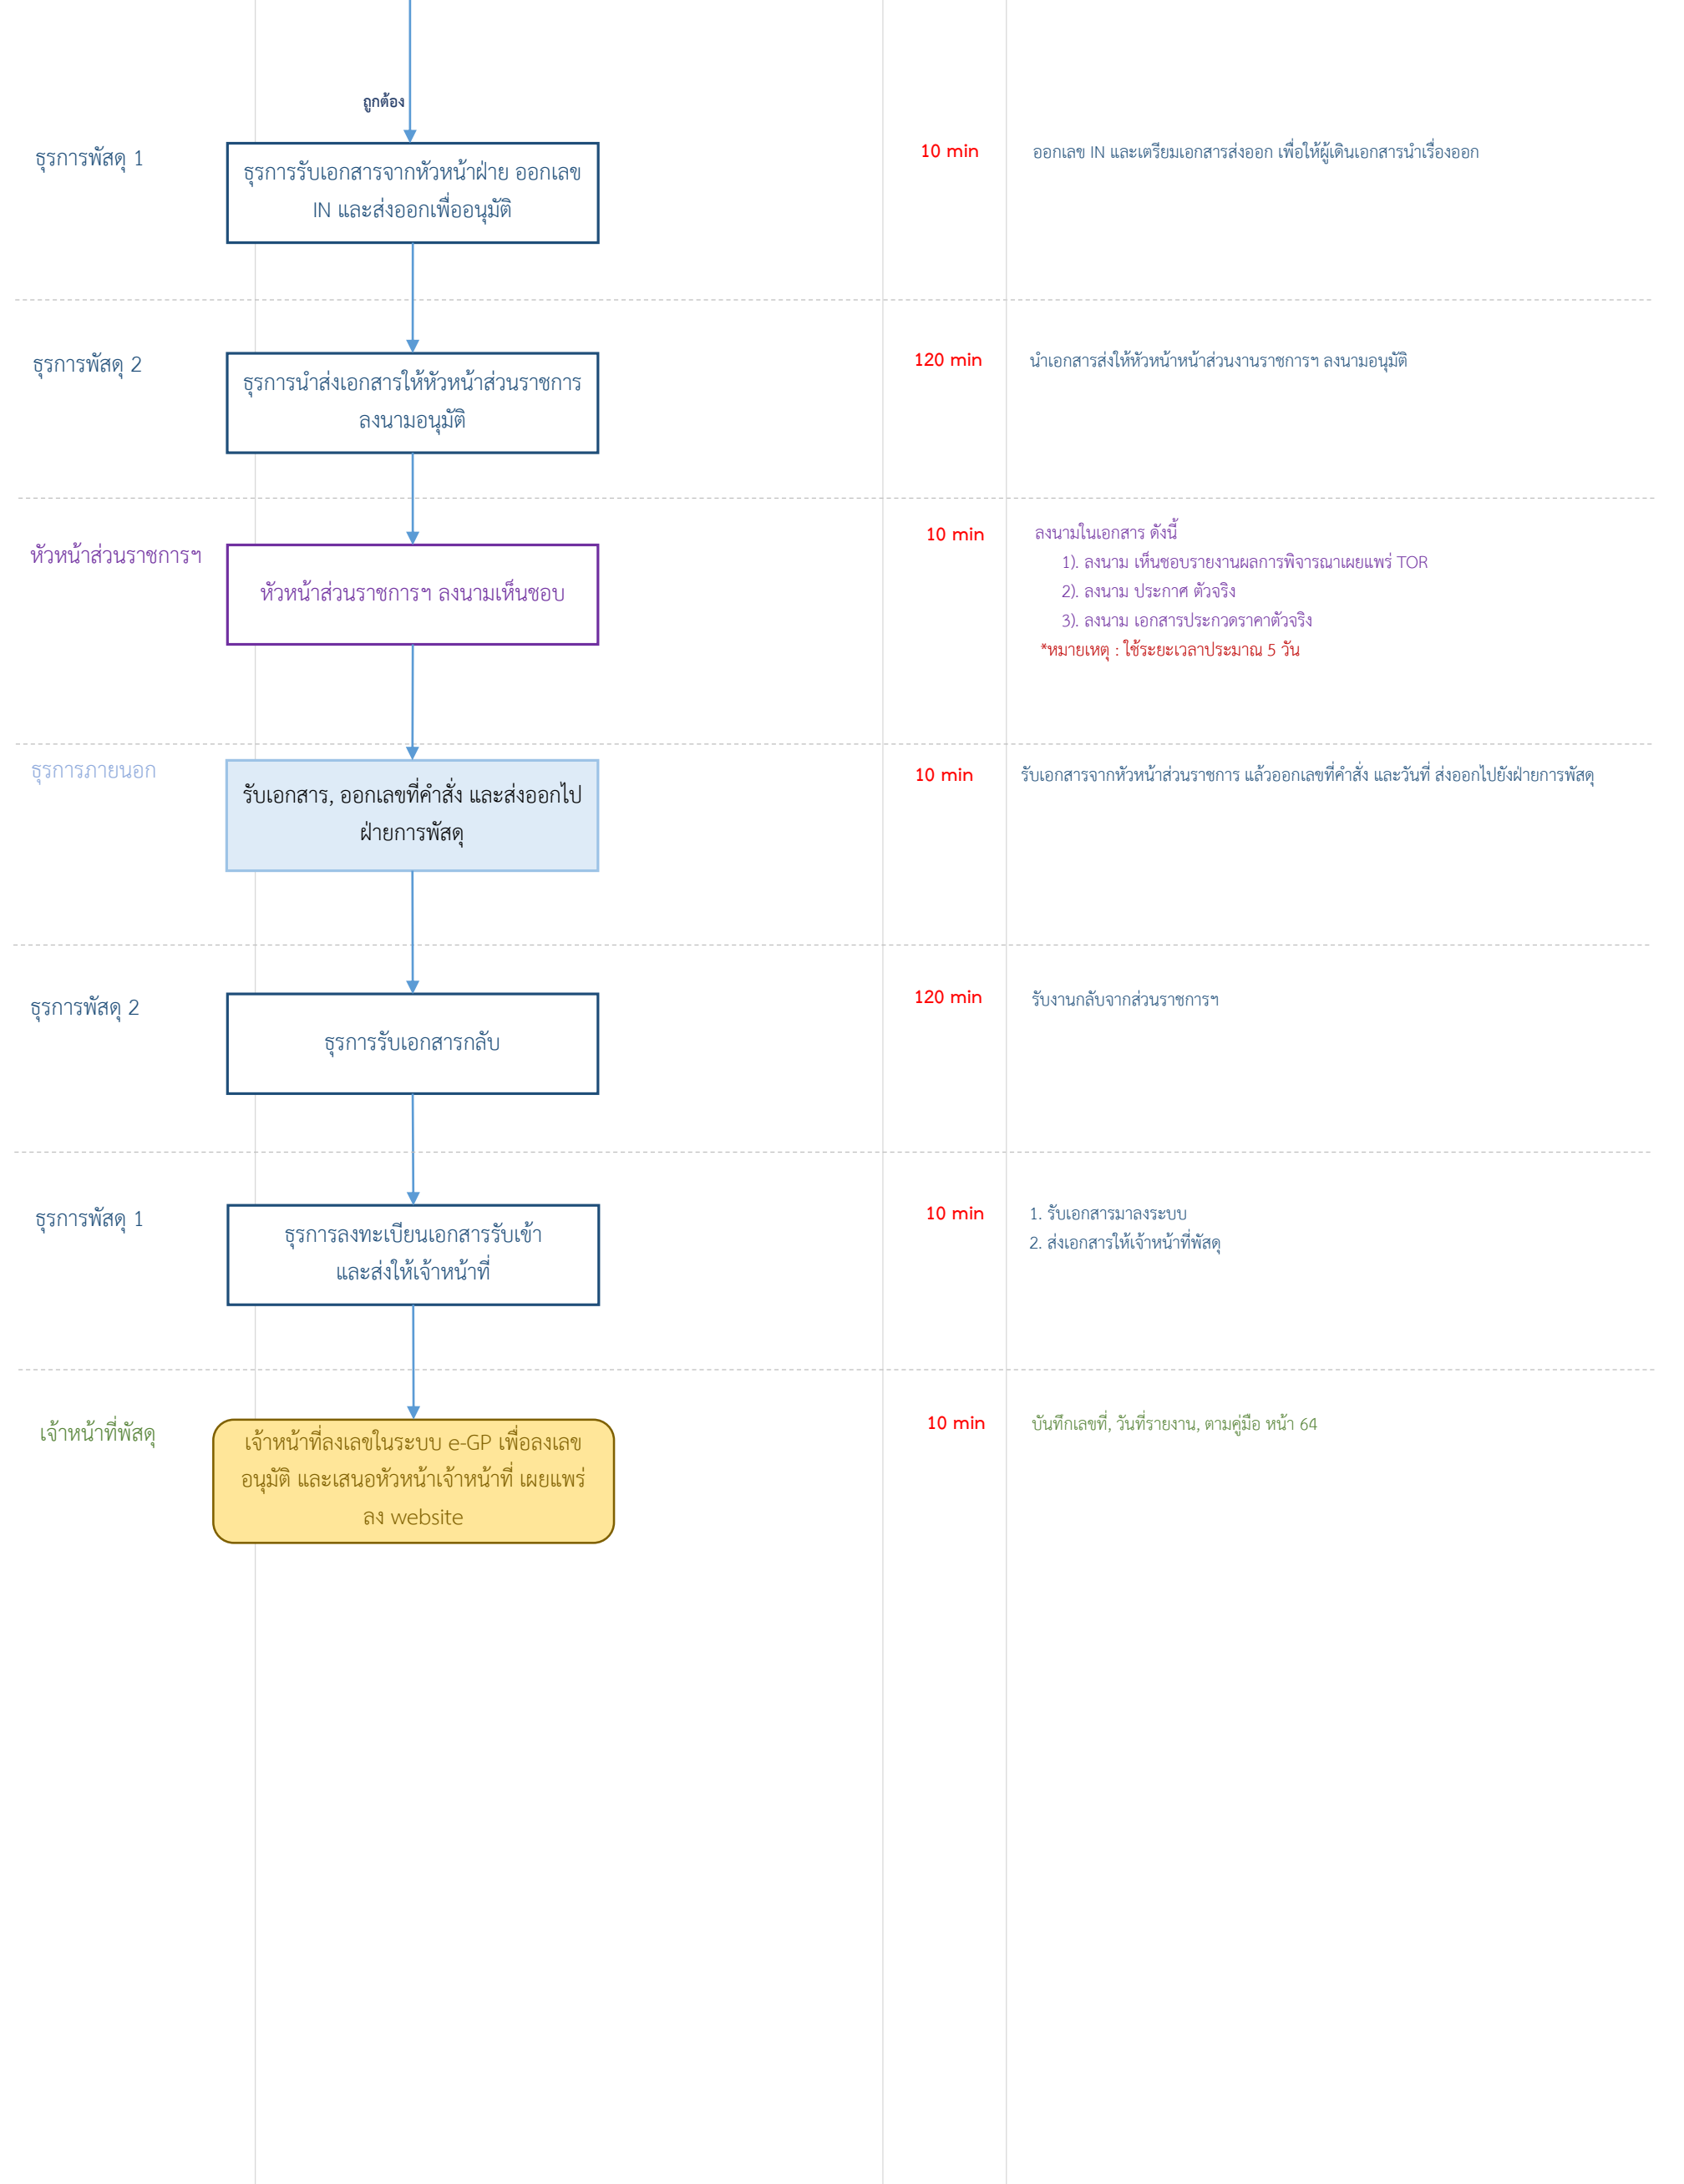 ถูกต้อง
ธุรการพัสดุ 1
ธุรการรับเอกสารจากหัวหน้าฝ่าย ออกเลข
IN และส่งออกเพื่ออนุมัติ
10 min
ออกเลข IN และเตรียมเอกสารส่งออก เพื่อให้ผู้เดินเอกสารนำเรื่องออก
ธุรการพัสดุ 2
ธุรการนำส่งเอกสารให้หัวหน้าส่วนราชการ
ลงนามอนุมัติ
120 min
นำเอกสารส่งให้หัวหน้าหน้าส่วนงานราชการฯ ลงนามอนุมัติ
หัวหน้าส่วนราชการฯ
หัวหน้าส่วนราชการฯ ลงนามเห็นชอบ
10 min
ลงนามในเอกสาร ดังนี้
1). ลงนาม เห็นชอบรายงานผลการพิจารณาเผยแพร่ TOR
2). ลงนาม ประกาศ ตัวจริง
3). ลงนาม เอกสารประกวดราคาตัวจริง
*หมายเหตุ : ใช้ระยะเวลาประมาณ 5 วัน
ธุรการภายนอก
รับเอกสาร, ออกเลขที่คำสั่ง และส่งออกไป
ฝ่ายการพัสดุ
10 min
รับเอกสารจากหัวหน้าส่วนราชการ แล้วออกเลขที่คำสั่ง และวันที่ ส่งออกไปยังฝ่ายการพัสดุ
ธุรการพัสดุ 2
ธุรการรับเอกสารกลับ
120 min
รับงานกลับจากส่วนราชการฯ
ธุรการพัสดุ 1
ธุรการลงทะเบียนเอกสารรับเข้า
และส่งให้เจ้าหน้าที่
10 min
1. รับเอกสารมาลงระบบ
2. ส่งเอกสารให้เจ้าหน้าที่พัสดุ
เจ้าหน้าที่พัสดุ
เจ้าหน้าที่ลงเลขในระบบ e-GP เพื่อลงเลข
อนุมัติ และเสนอหัวหน้าเจ้าหน้าที่ เผยแพร่
ลง website
10 min
บันทึกเลขที่, วันที่รายงาน, ตามคู่มือ หน้า 64